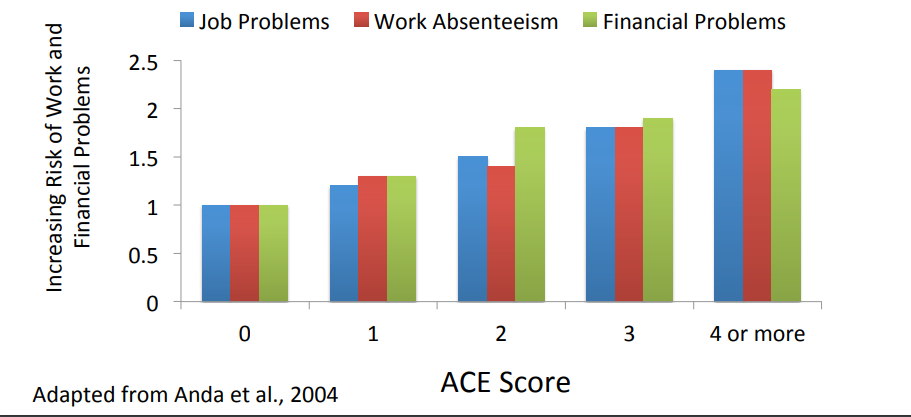 Job Problems
Work Absenteeism
Financial Problems
Increasing Risk of Work and
Financial Problems
2.5
2
1.5
1
0.5
0
0
1
2
3
4 or more
ACE Score
Adapted from Anda et al., 2004